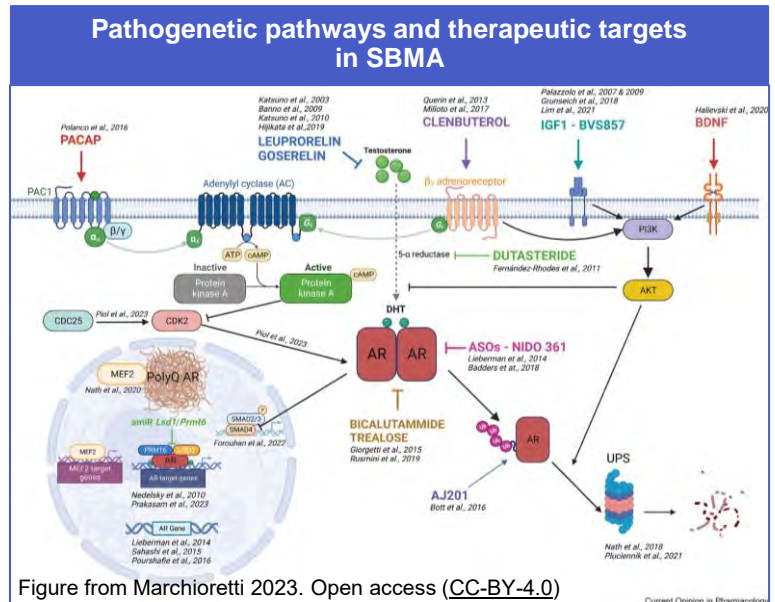 Pathogenetic pathways and therapeutic targets
in SBMA
Polanco et al., 2016
PACAP
PAC1
Katsuno et al., 2003
Banno et al., 2009
Katsuno et al., 2010
Hijikata et al., 2019
LEUPRORELIN
GOSERELIN
Testosterone
Querin et al., 2013
Milioto et al., 2017
CLENBUTEROL
Palazzolo et al., 2007 & 2009
Grunseich et al., 2018
Lim et al., 2021
IGF1 - BVS857
Halievski et al., 2020
BDNF
Adenylyl cyclase (AC)
β₂ adrenoreceptor
β/γ
PI3K
ATP
cAMP
Inactive
Protein
kinase A
Active
Protein
kinase A
cAMP
5-α reductase
DUTASTERIDE
Fernández-Rhodes et al., 2011
AKT
CDC25
Piol et al., 2023
CDK2
Piol et al., 2023
DHT
AR
AR
ASOs - NIDO 361
Lieberman et al., 2014
Badders et al., 2018
MEF2
PolyQ AR
Nath et al., 2020
amiR Lsd1/Prmt6
SMAD2/3
SMAD4
Forouhan et al., 2022
MEF2
MEF2 target
genes
PRMT6
AR
AR target genes
Nedelsky et al., 2010
Prakasam et al., 2023
AR Gene
Lieberman et al., 2014
Sahashi et al., 2015
Pourshafie et al., 2016
BICALUTAMMIDE
TREALOSE
Giorgetti et al., 2015
Rusmini et al., 2019
AR
AJ201
Bott et al., 2016
UPS
Nath et al., 2018
Pluciennik et al., 2021
Figure from Marchioretti 2023. Open access (CC-BY-4.0)
Current Opinion in Pharmacology